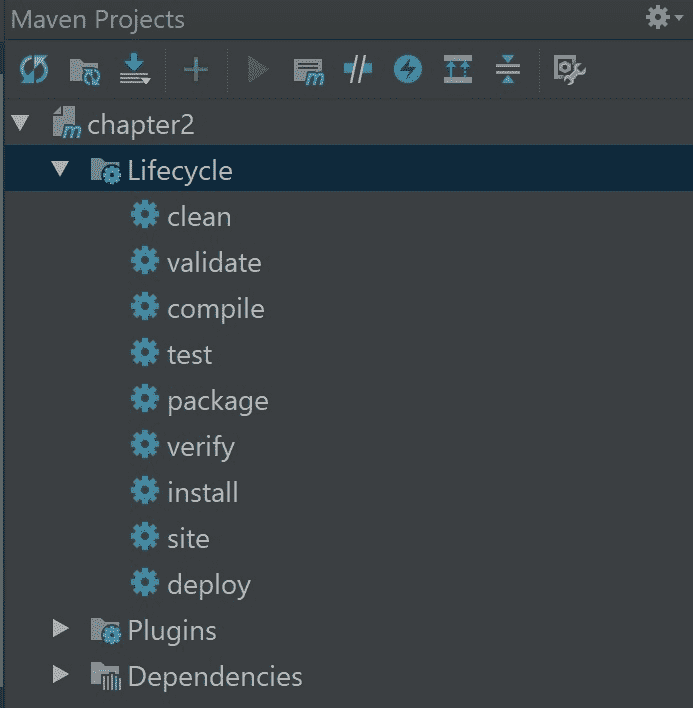 Maven Projects
chapter2
Lifecycle
clean
validate
compile
test
package
verify
install
site
deploy
Plugins
Dependencies